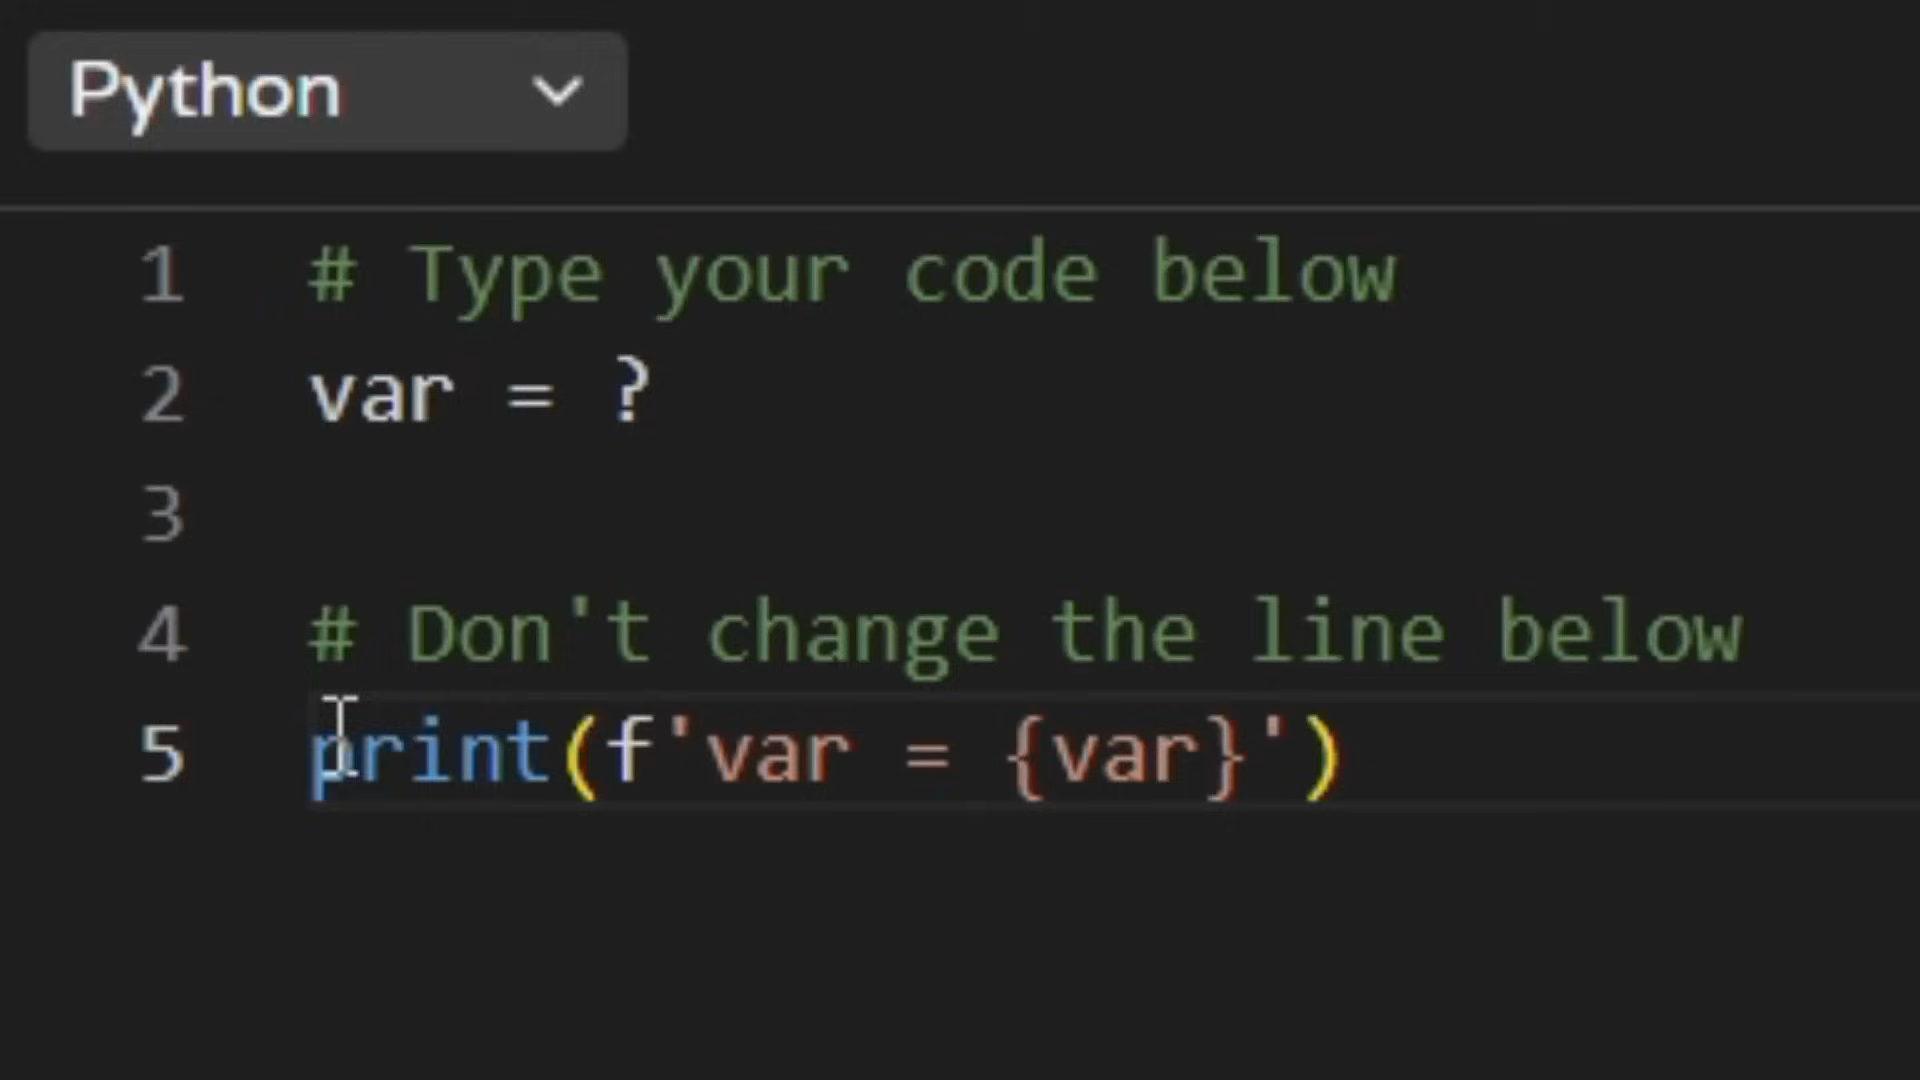 Python
1 # Type your code below
2 var = ?
3
4 # Don't change the line below
5 print(f'var = {var}')